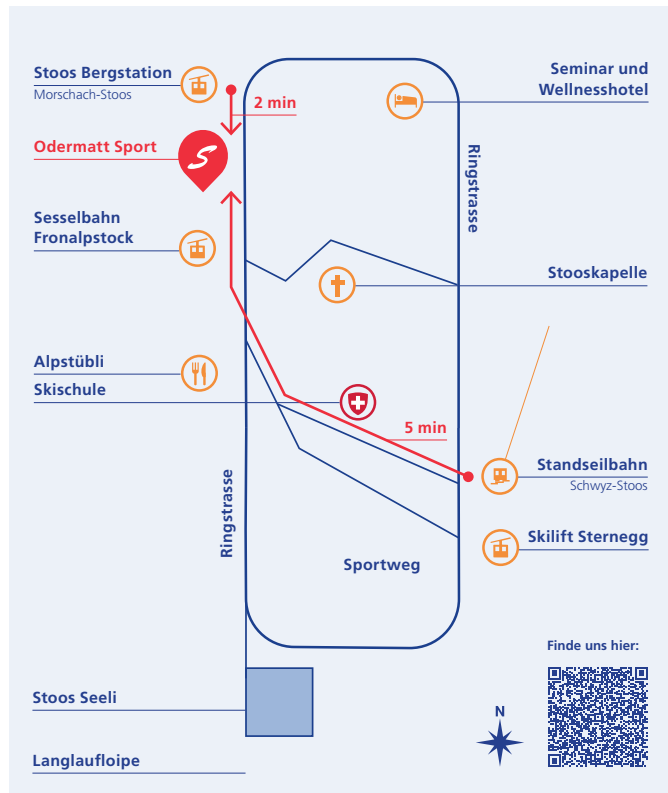 Stoos Bergstation
Morschach-Stoos
2 min
Seminar und
Wellnesshotel
Odermatt Sport
S
Ringstrasse
Sesselbahn
Fronalpstock
Stooskapelle
Alpstübli
Skischule
5 min
Standseilbahn
Schwyz-Stoos
Ringstrasse
Skilift Sternegg
Sportweg
Finde uns hier:
Stoos Seeli
N
Langlaufloipe